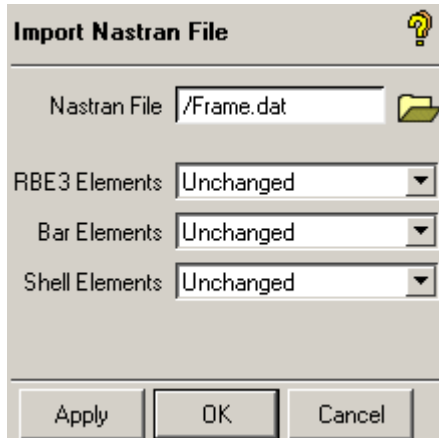 Import Nastran File
Nastran File /Frame.dat
RBE3 Elements Unchanged
Bar Elements Unchanged
Shell Elements Unchanged
Apply OK Cancel